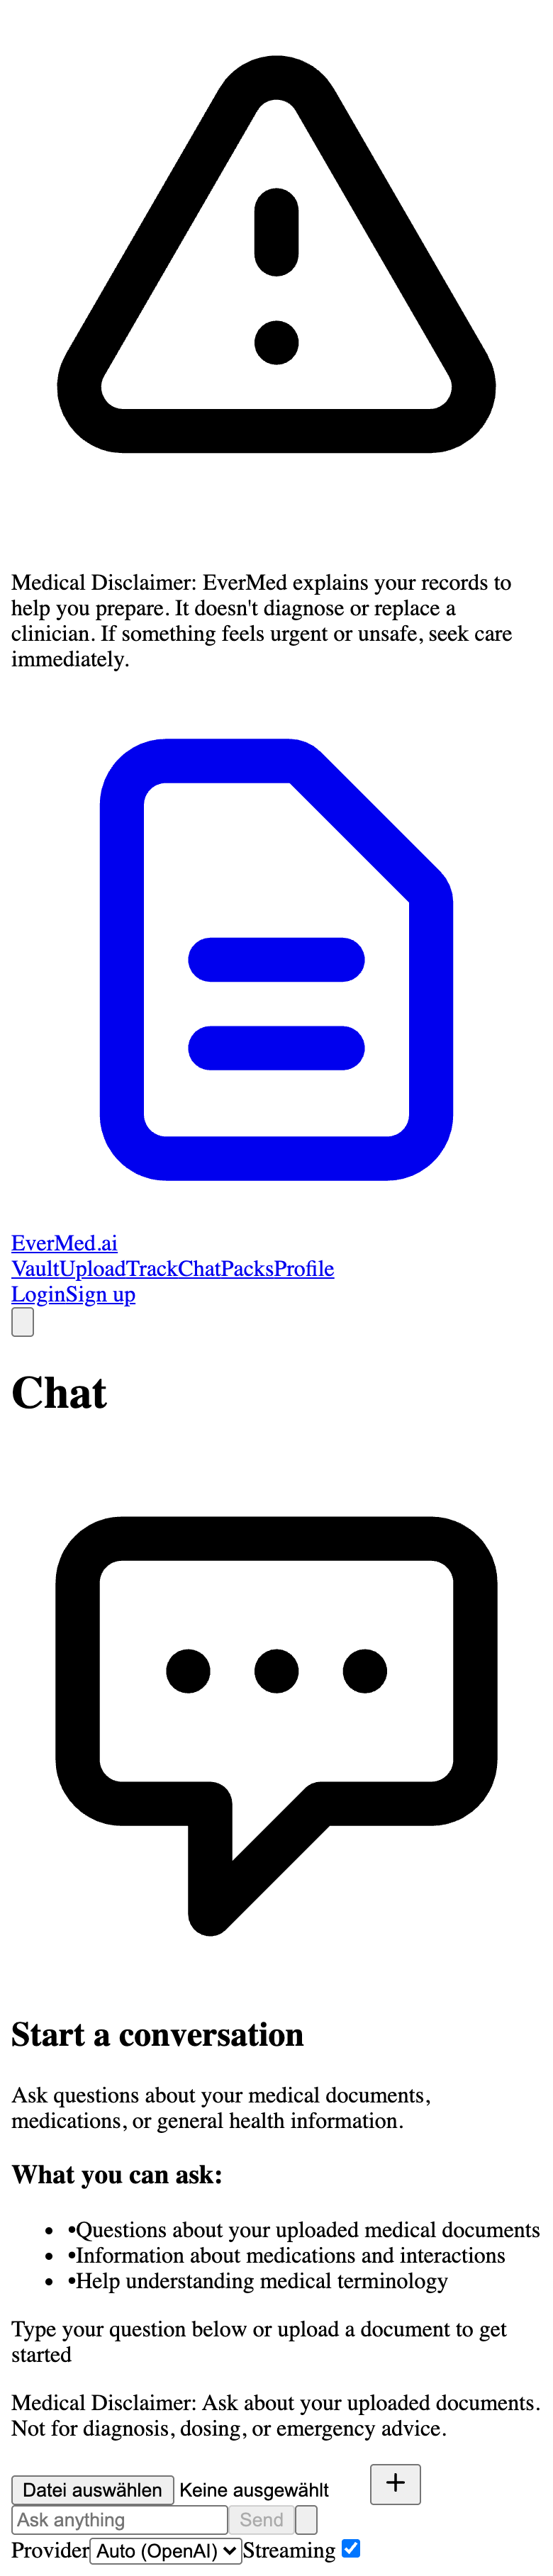 Medical Disclaimer: EverMed explains your records to
help you prepare. It doesn't diagnose or replace a
clinician. If something feels urgent or unsafe, seek care
immediately.
EverMed.ai
VaultUploadTrackChatPacksProfile
LoginSign up
Chat
Start a conversation
Ask questions about your medical documents,
medications, or general health information.
What you can ask:
• •Questions about your uploaded medical documents
• •Information about medications and interactions
• •Help understanding medical terminology
Type your question below or upload a document to get
started
Medical Disclaimer: Ask about your uploaded documents.
Not for diagnosis, dosing, or emergency advice.
Datei auswählen Keine ausgewählt +
Ask anything Send
Provider Auto (OpenAI) Streaming